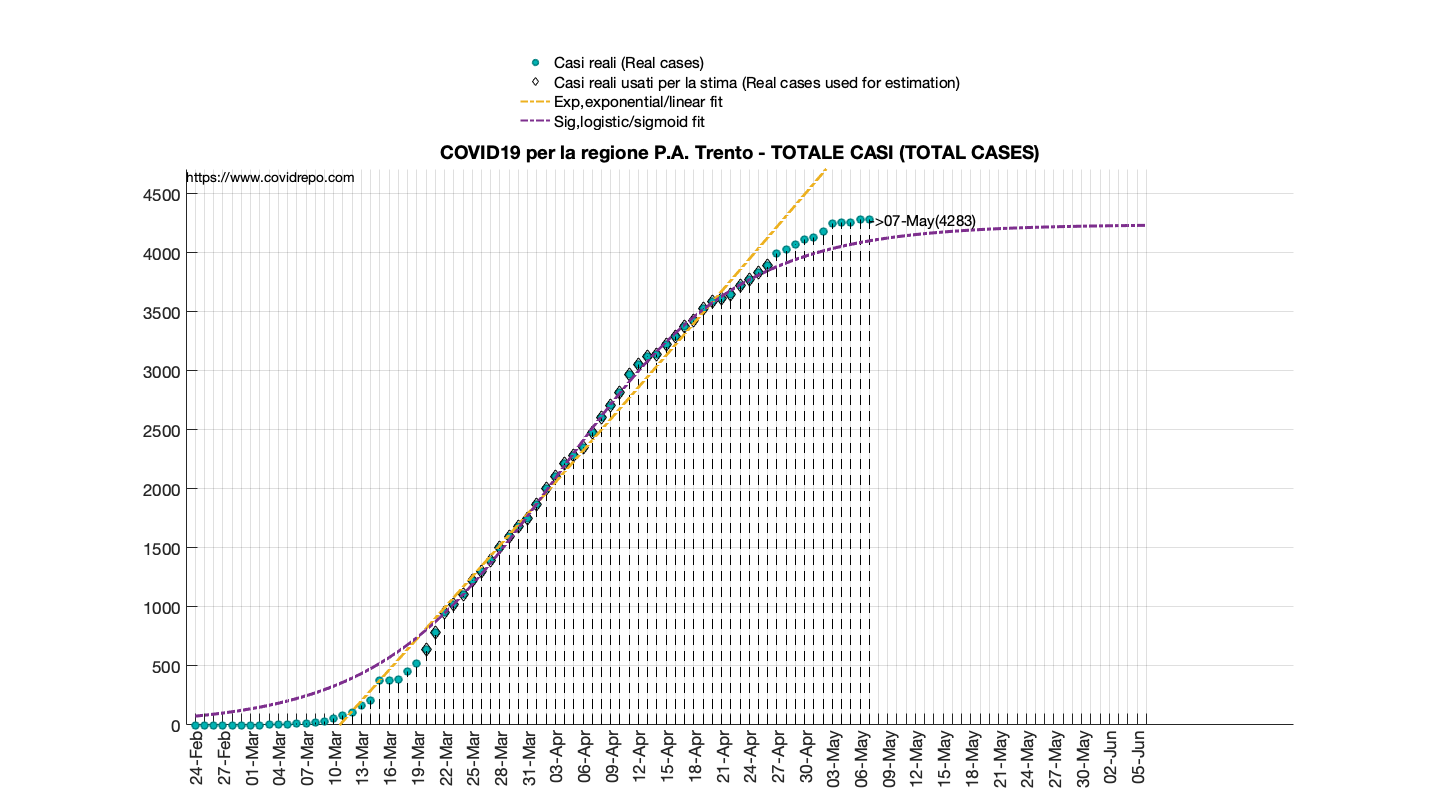 Casi reali (Real cases)
Casi reali usati per la stima (Real cases used for estimation)
Exp,exponential/linear fit
Sig,logistic/sigmoid fit
COVID19 per la regione P.A. Trento - TOTALE CASI (TOTAL CASES)
https://www.covidrepo.com
4500
4000
3500
3000
2500
2000
1500
1000
500
0
->07-May(4283)
24-Feb
27-Feb
01-Mar
04-Mar
07-Mar
10-Mar
13-Mar
16-Mar
19-Mar
22-Mar
25-Mar
28-Mar
31-Mar
03-Apr
06-Apr
09-Apr
12-Apr
15-Apr
18-Apr
21-Apr
24-Apr
27-Apr
30-Apr
03-May
06-May
09-May
12-May
15-May
18-May
21-May
24-May
27-May
30-May
02-Jun
05-Jun